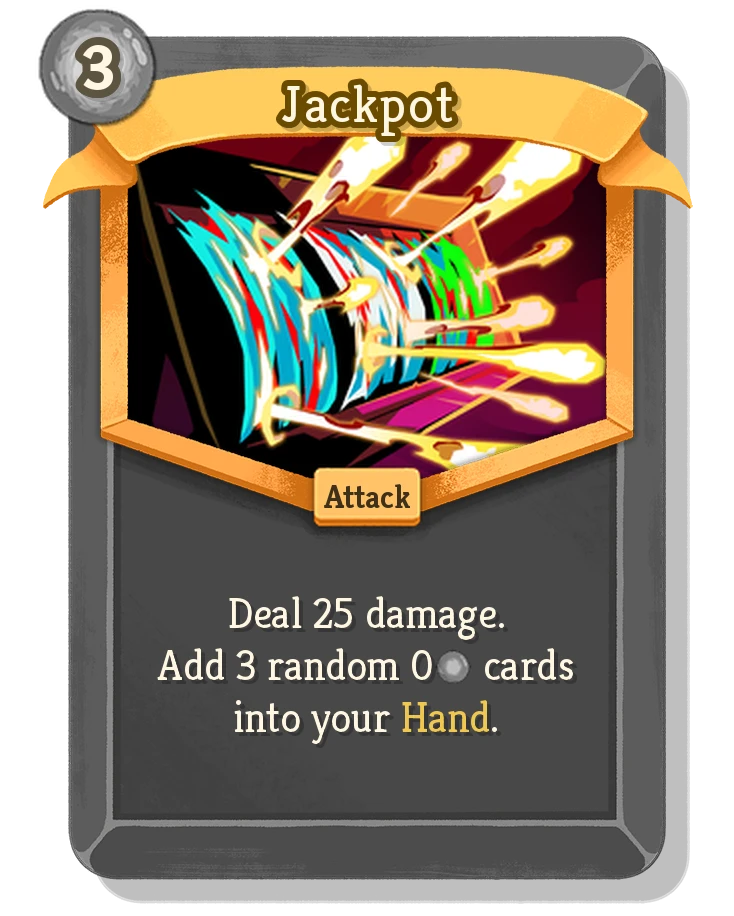 3
Jackpot
Attack
Deal 25 damage.
Add 3 random 0 cards
into your Hand.